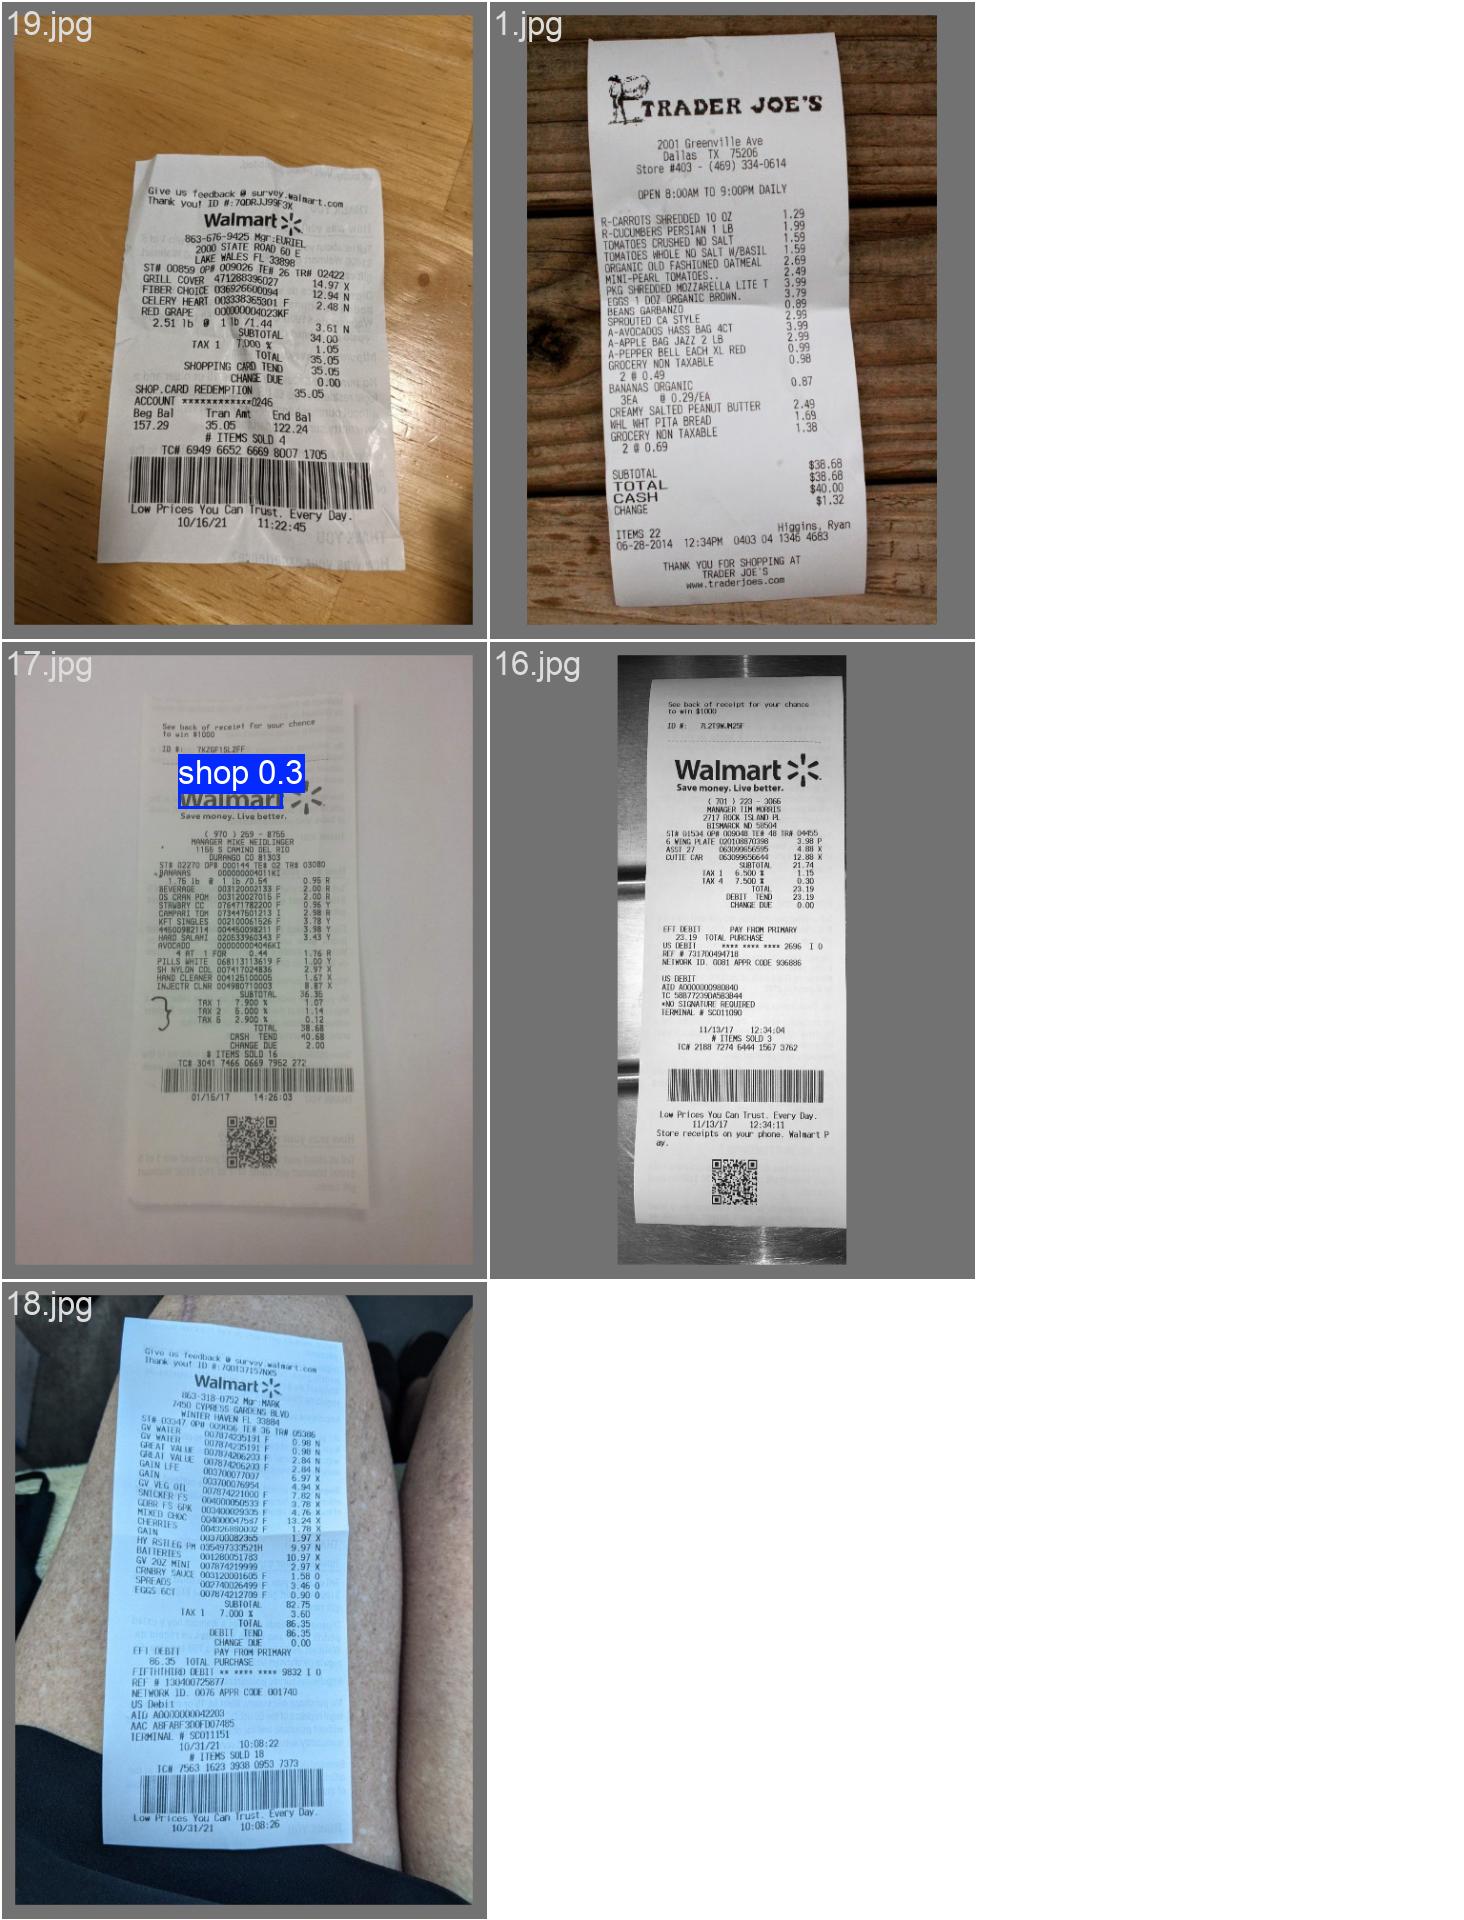 19.jpg
Give us feedback @ survey.walmart.com
Thank you! ID #:7QDRJJ99F3X
Walmart
863-676-9425 Mgr:EURIEL
2000 STATE ROAD 60 E
LAKE WALES FL 33898
ST# 00859 OP# 009026 TE# 26 TR# 02422
GRILL COVER 471288396027 14.97 X
FIBER CHOICE 036926600094 12.94 N
CELERY HEART 003338365301 F 2.48 N
RED GRAPE 000000004023KF
2.51 lb @ 1 lb /1.44 3.61 N
SUBTOTAL 34.00
TAX 1 7.000 % 1.05
TOTAL 35.05
SHOPPING CARD TEND 35.05
CHANGE DUE 0.00
SHOP.CARD REDEMPTION 35.05
ACCOUNT ************0246
Beg Bal Tran Amt End Bal
157.29 35.05 122.24
# ITEMS SOLD 4
TC# 6949 6652 6669 8007 1705
Low Prices You Can Trust. Every Day.
10/16/21 11:22:45
1.jpg
TRADER JOE'S
2001 Greenville Ave
Dallas TX 75206
Store #403 - (469) 334-0614
OPEN 8:00AM TO 9:00PM DAILY
R-CARROTS SHREDDED 10 OZ 1.29
R-CUCUMBERS PERSIAN 1 LB 1.99
TOMATOES CRUSHED NO SALT 1.59
TOMATOES WHOLE NO SALT W/BASIL 1.59
ORGANIC OLD FASHIONED OATMEAL 2.69
MINI-PEARL TOMATOES.. 2.49
PKG SHREDDED MOZZARELLA LITE T 3.99
EGGS 1 DOZ ORGANIC BROWN. 3.79
BEANS GARBANZO 0.89
SPROUTED CA STYLE 2.99
A-AVOCADOS HASS BAG 4CT 3.99
A-APPLE BAG JAZZ 2 LB 2.99
A-PEPPER BELL EACH XL RED 0.99
GROCERY NON TAXABLE 0.98
2 @ 0.49
BANANAS ORGANIC 0.87
3EA @ 0.29/EA
CREAMY SALTED PEANUT BUTTER 2.49
WHL WHT PITA BREAD 1.69
GROCERY NON TAXABLE 1.38
2 @ 0.69
SUBTOTAL $38.68
TOTAL $38.68
CASH $40.00
CHANGE $1.32
ITEMS 22 Higgins, Ryan
06-28-2014 12:34PM 0403 04 1346 4683
THANK YOU FOR SHOPPING AT
TRADER JOE'S
www.traderjoes.com
17.jpg
See back of receipt for your chance
to win $1000
ID #: 7KZGF15L2FF
shop 0.3
Walmart
Save money. Live better.
( 970 ) 259 - 8755
MANAGER MIKE NEIDLINGER
1155 S CAMINO DEL RIO
DURANGO CO 81303
ST# 02270 OP# 000144 TE# 02 TR# 03080
BANANAS 000000004011KI
1.75 lb @ 1 lb /0.54 0.95 R
BEVERAGE 003120002133 F 2.00 R
OS CRAN POM 003120027015 F 2.00 R
STRWBRY CC 076471782200 F 0.96 Y
CAMPARI TOM 073447501213 I 2.98 R
KFT SINGLES 002100061526 F 3.78 Y
44500982114 004450098211 F 3.98 Y
HARD SALAMI 020533960343 F 3.43 Y
AVOCADO 000000004046KI
4 AT 1 FOR 0.44 1.76 R
PILLS WHITE 068113113619 F 1.00 Y
SH NYLON COL 007417024836 2.97 X
HAND CLEANER 004125100005 1.67 X
INJECTR CLNR 004980710003 8.87 X
SUBTOTAL 36.35
TAX 1 7.900 % 1.07
TAX 2 5.000 % 1.14
TAX 6 2.900 % 0.12
TOTAL 38.68
CASH TEND 40.68
CHANGE DUE 2.00
# ITEMS SOLD 16
TC# 3041 7466 0669 7952 272
01/15/17 14:26:03
16.jpg
See back of receipt for your chance
to win $1000
ID #: 7L2T9WJM25F
Walmart
Save money. Live better.
( 701 ) 223 - 3066
MANAGER TIM MORRIS
2717 ROCK ISLAND PL
BISMARCK ND 58504
ST# 01534 OP# 009048 TE# 48 TR# 04455
6 WING PLATE 020108870398 3.98 P
ASST 27 063099656595 4.88 X
CUTIE CAR 063099656644 12.88 X
SUBTOTAL 21.74
TAX 1 6.500 % 1.15
TAX 4 7.500 % 0.30
TOTAL 23.19
DEBIT TEND 23.19
CHANGE DUE 0.00
EFT DEBIT PAY FROM PRIMARY
23.19 TOTAL PURCHASE
US DEBIT **** **** **** 2696 I 0
REF # 731700494718
NETWORK ID. 0081 APPR CODE 936886
US DEBIT
AID A0000000980840
TC 58B77239DA5B3B44
*NO SIGNATURE REQUIRED
TERMINAL # SC011090
11/13/17 12:34:04
# ITEMS SOLD 3
TC# 2188 7274 6444 1567 3762
Low Prices You Can Trust. Every Day.
11/13/17 12:34:11
Store receipts on your phone. Walmart P
ay.
18.jpg
Give us feedback @ survey.walmart.com
Thank you! ID #:7QD137157NX5
Walmart
863-318-0752 Mgr:MARK
7450 CYPRESS GARDENS BLVD
WINTER HAVEN FL 33884
ST# 03347 OP# 009036 TE# 36 TR# 05386
GV WATER 007874235191 F 0.98 N
GV WATER 007874235191 F 0.98 N
GREAT VALUE 007874206203 F 2.84 N
GREAT VALUE 007874206203 F 2.84 N
GAIN LFE 003700077007 6.97 X
GAIN 003700076954 4.94 X
GV VEG OIL 007874221000 F 7.82 N
SNICKER FS 004000050533 F 3.78 X
GDBR FS 6PK 003400029305 F 4.76 X
MIXED CHOC 004000047587 F 13.24 X
CHERRIES 004926880002 F 1.78 X
GAIN 003700082365 1.97 X
HY RSTLEG PM 035497333521H 9.97 N
BATTERIES 001280051783 10.97 X
GV 20Z MINI 007874219999 2.97 X
CRNBRY SAUCE 003120001605 F 1.58 O
SPREADS 002740026499 F 3.46 O
EGGS 6CT 007874212709 F 0.90 O
SUBTOTAL 82.75
TAX 1 7.000 % 3.60
TOTAL 86.35
DEBIT TEND 86.35
CHANGE DUE 0.00
EFT DEBIT PAY FROM PRIMARY
86.35 TOTAL PURCHASE
FIFTHTHIRD DEBIT ** **** **** 9832 I 0
REF # 130400725877
NETWORK ID. 0076 APPR CODE 001740
US Debit
AID A0000000042203
AAC A8FABF3D0FD07485
TERMINAL # SC011151
10/31/21 10:08:22
# ITEMS SOLD 18
TC# 7563 1623 3938 0953 7373
Low Prices You Can Trust. Every Day.
10/31/21 10:08:26